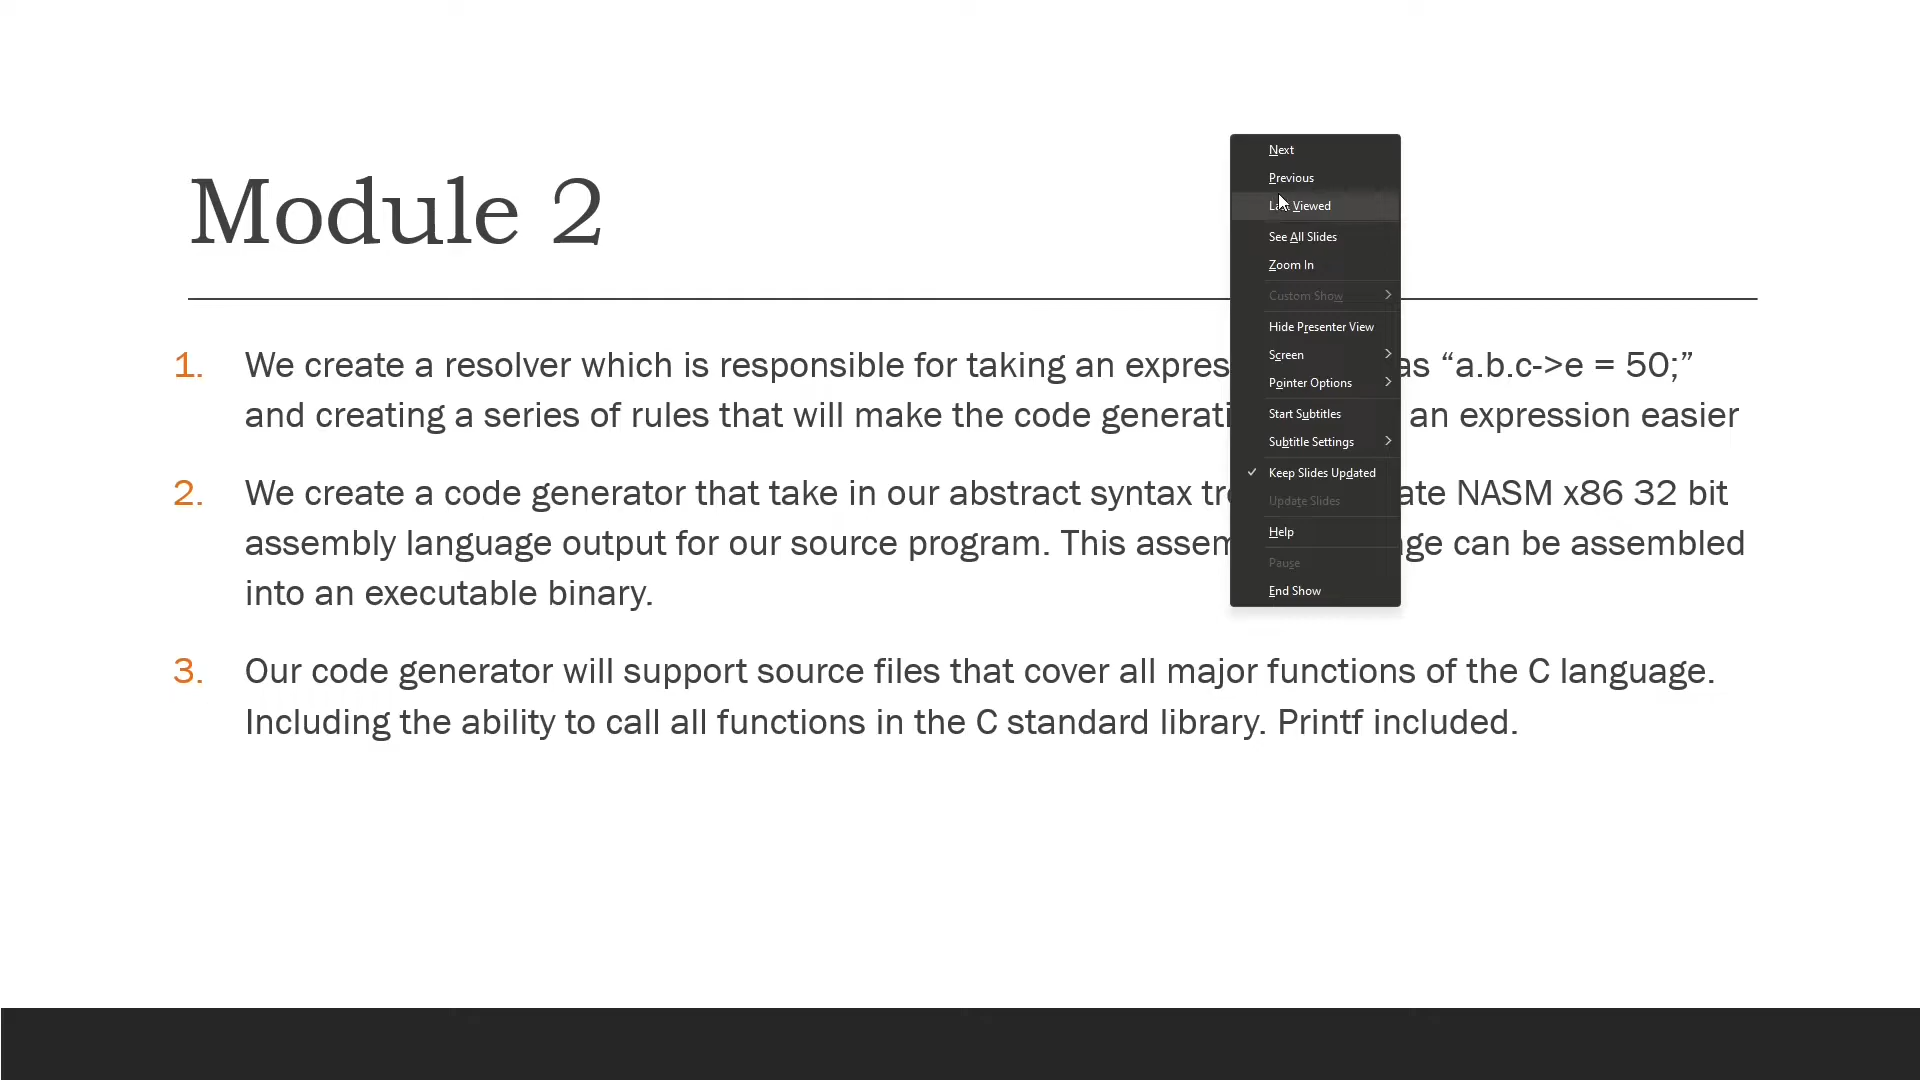 Module 2
1. We create a resolver which is responsible for taking an expres as “a.b.c->e = 50;”
and creating a series of rules that will make the code generati an expression easier
2. We create a code generator that take in our abstract syntax ate NASM x86 32 bit
assembly language output for our source program. This assem ge can be assembled
into an executable binary.
3. Our code generator will support source files that cover all major functions of the C language.
Including the ability to call all functions in the C standard library. Printf included.
Next
Previous
Last Viewed
See All Slides
Zoom In
Custom Show
Hide Presenter View
Screen
Pointer Options
Start Subtitles
Subtitle Settings
Keep Slides Updated
Update Slides
Help
Pause
End Show